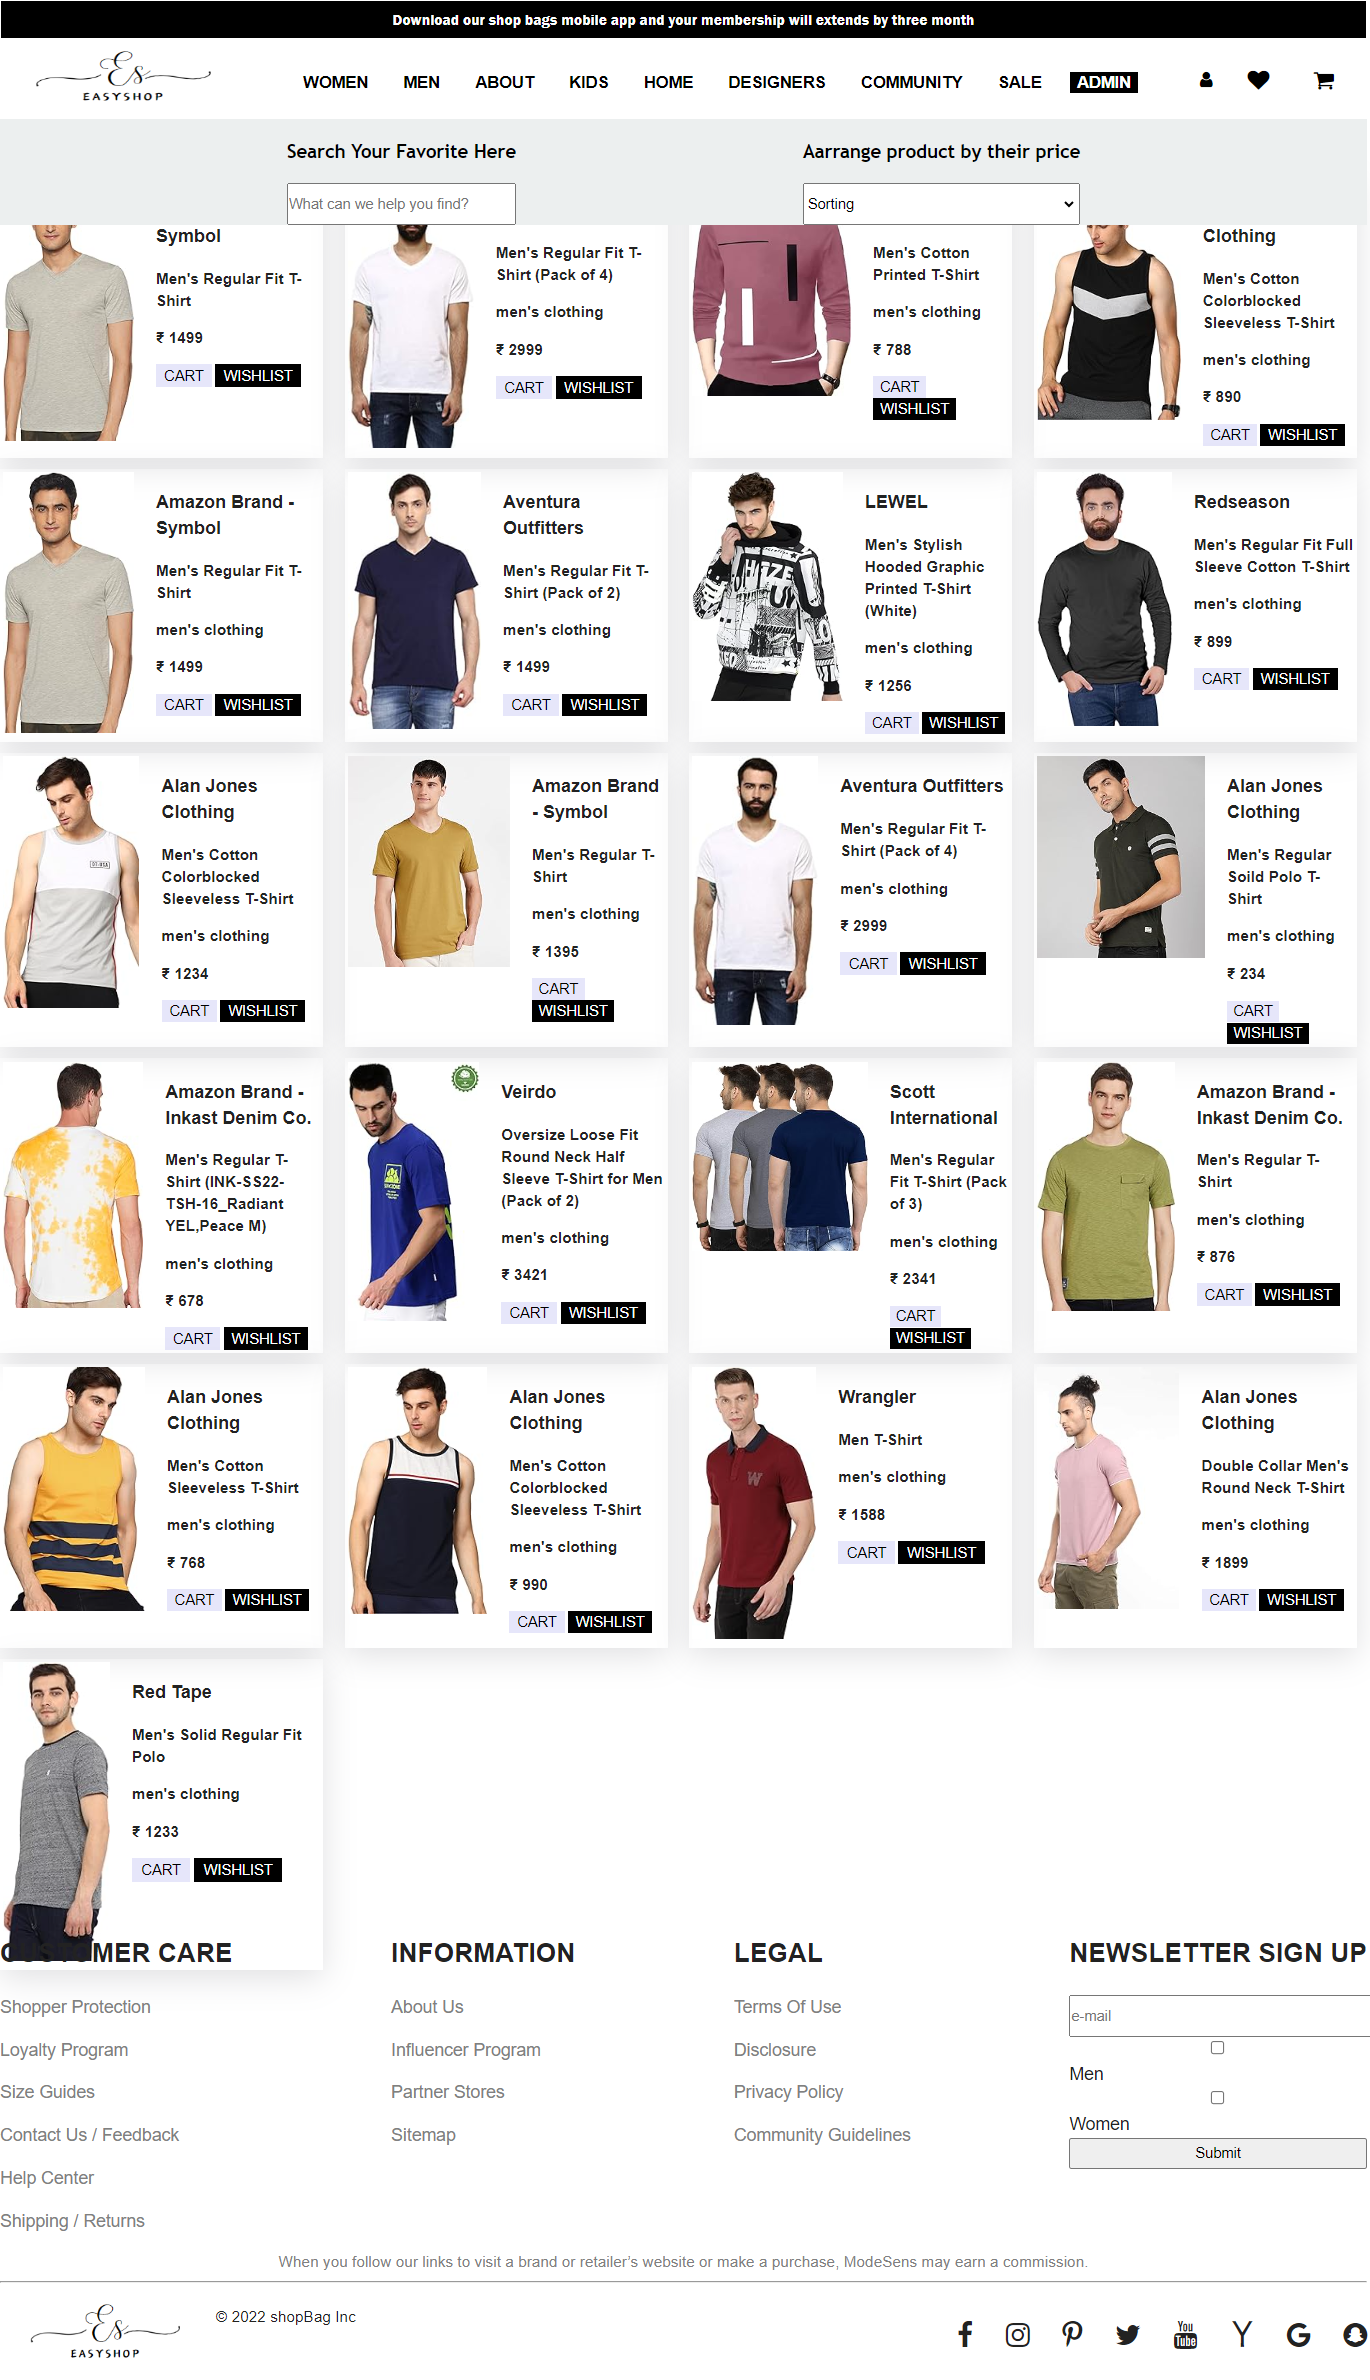 Download our shop bags mobile app and your membership will extends by three month
Es
EASYSHOP
WOMEN MEN ABOUT KIDS HOME DESIGNERS COMMUNITY SALE ADMIN
Search Your Favorite Here
What can we help you find?
Aarrange product by their price
Sorting
Symbol
Men's Regular Fit T-
Shirt
₹ 1499
CART WISHLIST
Men's Regular Fit T-
Shirt (Pack of 4)
men's clothing
₹ 2999
CART WISHLIST
Men's Cotton
Printed T-Shirt
men's clothing
₹ 788
CART
WISHLIST
Clothing
Men's Cotton
Colorblocked
Sleeveless T-Shirt
men's clothing
₹ 890
CART WISHLIST
Amazon Brand -
Symbol
Men's Regular Fit T-
Shirt
men's clothing
₹ 1499
CART WISHLIST
Aventura
Outfitters
Men's Regular Fit T-
Shirt (Pack of 2)
men's clothing
₹ 1499
CART WISHLIST
LEWEL
Men's Stylish
Hooded Graphic
Printed T-Shirt
(White)
men's clothing
₹ 1256
CART WISHLIST
Redseason
Men's Regular Fit Full
Sleeve Cotton T-Shirt
men's clothing
₹ 899
CART WISHLIST
Alan Jones
Clothing
Men's Cotton
Colorblocked
Sleeveless T-Shirt
men's clothing
₹ 1234
CART WISHLIST
Amazon Brand
- Symbol
Men's Regular T-
Shirt
men's clothing
₹ 1395
CART
WISHLIST
Aventura Outfitters
Men's Regular Fit T-
Shirt (Pack of 4)
men's clothing
₹ 2999
CART WISHLIST
Alan Jones
Clothing
Men's Regular
Soild Polo T-
Shirt
men's clothing
₹ 234
CART
WISHLIST
Amazon Brand -
Inkast Denim Co.
Men's Regular T-
Shirt (INK-SS22-
TSH-16_Radiant
YEL,Peace M)
men's clothing
₹ 678
CART WISHLIST
Veirdo
Oversize Loose Fit
Round Neck Half
Sleeve T-Shirt for Men
(Pack of 2)
men's clothing
₹ 3421
CART WISHLIST
Scott
International
Men's Regular
Fit T-Shirt (Pack
of 3)
men's clothing
₹ 2341
CART
WISHLIST
Amazon Brand -
Inkast Denim Co.
Men's Regular T-
Shirt
men's clothing
₹ 876
CART WISHLIST
Alan Jones
Clothing
Men's Cotton
Sleeveless T-Shirt
men's clothing
₹ 768
CART WISHLIST
Alan Jones
Clothing
Men's Cotton
Colorblocked
Sleeveless T-Shirt
men's clothing
₹ 990
CART WISHLIST
Wrangler
Men T-Shirt
men's clothing
₹ 1588
CART WISHLIST
W
Alan Jones
Clothing
Double Collar Men's
Round Neck T-Shirt
men's clothing
₹ 1899
CART WISHLIST
Red Tape
Men's Solid Regular Fit
Polo
men's clothing
₹ 1233
CART WISHLIST
CUSTOMER CARE
Shopper Protection
Loyalty Program
Size Guides
Contact Us / Feedback
Help Center
Shipping / Returns
INFORMATION
About Us
Influencer Program
Partner Stores
Sitemap
LEGAL
Terms Of Use
Disclosure
Privacy Policy
Community Guidelines
NEWSLETTER SIGN UP
e-mail
Men
Women
Submit
When you follow our links to visit a brand or retailer's website or make a purchase, ModeSens may earn a commission.
Es
EASYSHOP
© 2022 shopBag Inc
You
Tube